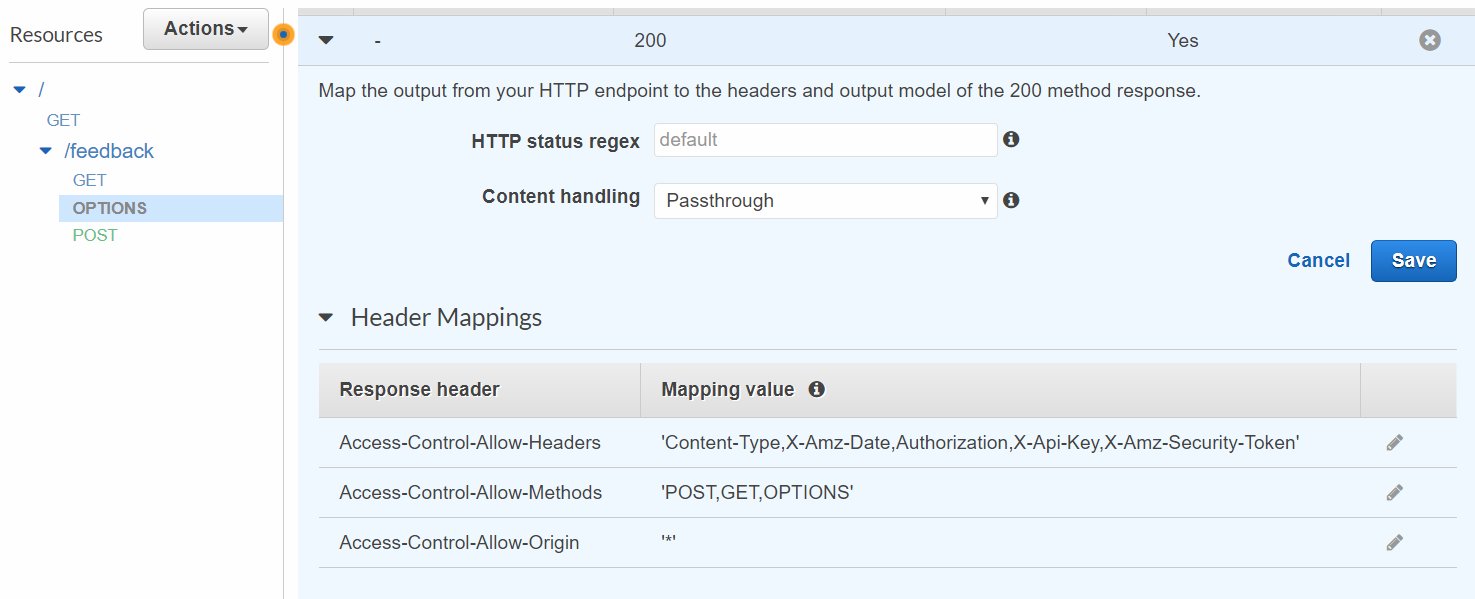 Resources
Actions
/
GET
/feedback
GET
OPTIONS
POST
- 200 Yes
Map the output from your HTTP endpoint to the headers and output model of the 200 method response.
HTTP status regex default
Content handling Passthrough
Cancel Save
Header Mappings
Response header Mapping value
Access-Control-Allow-Headers 'Content-Type,X-Amz-Date,Authorization,X-Api-Key,X-Amz-Security-Token'
Access-Control-Allow-Methods 'POST,GET,OPTIONS'
Access-Control-Allow-Origin '*'